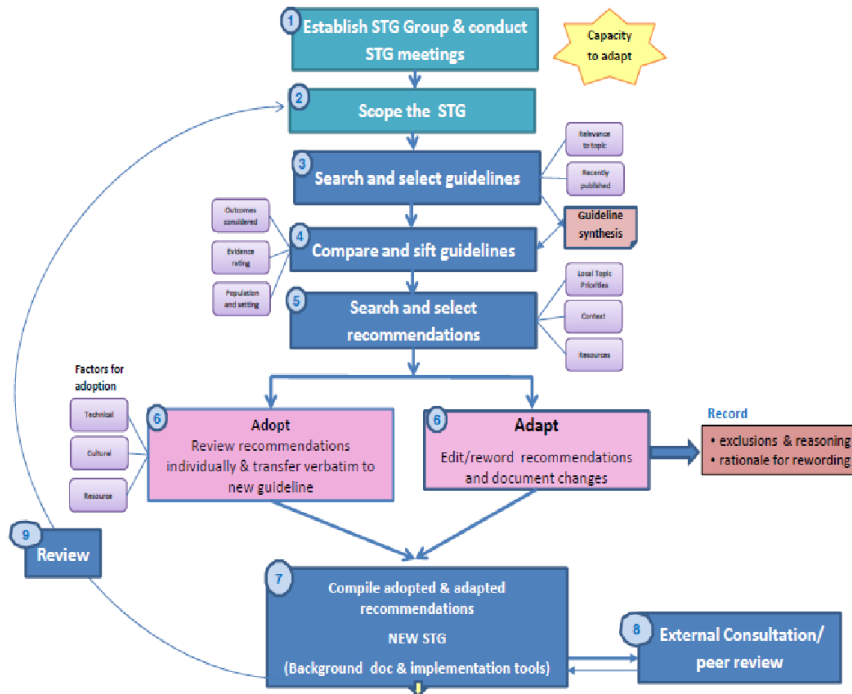 1
Establish STG Group & conduct
STG meetings
Capacity
to adapt
2
Scope the STG
3
Search and select guidelines
Relevance
to topic
Recently
published
Guideline
synthesis
4
Compare and sift guidelines
Outcomes
considered
Evidence
rating
Population
and setting
5
Search and select
recommendations
Local Topic
Priorities
Context
Resources
Factors for
adoption
Technical
Cultural
Resource
6
Adopt
Review recommendations
individually & transfer verbatim to
new guideline
6
Adapt
Edit/reword recommendations
and document changes
Record
• exclusions & reasoning
• rationale for rewording
9
Review
7
Compile adopted & adapted
recommendations
NEW STG
(Background doc & implementation tools)
8
External Consultation/
peer review